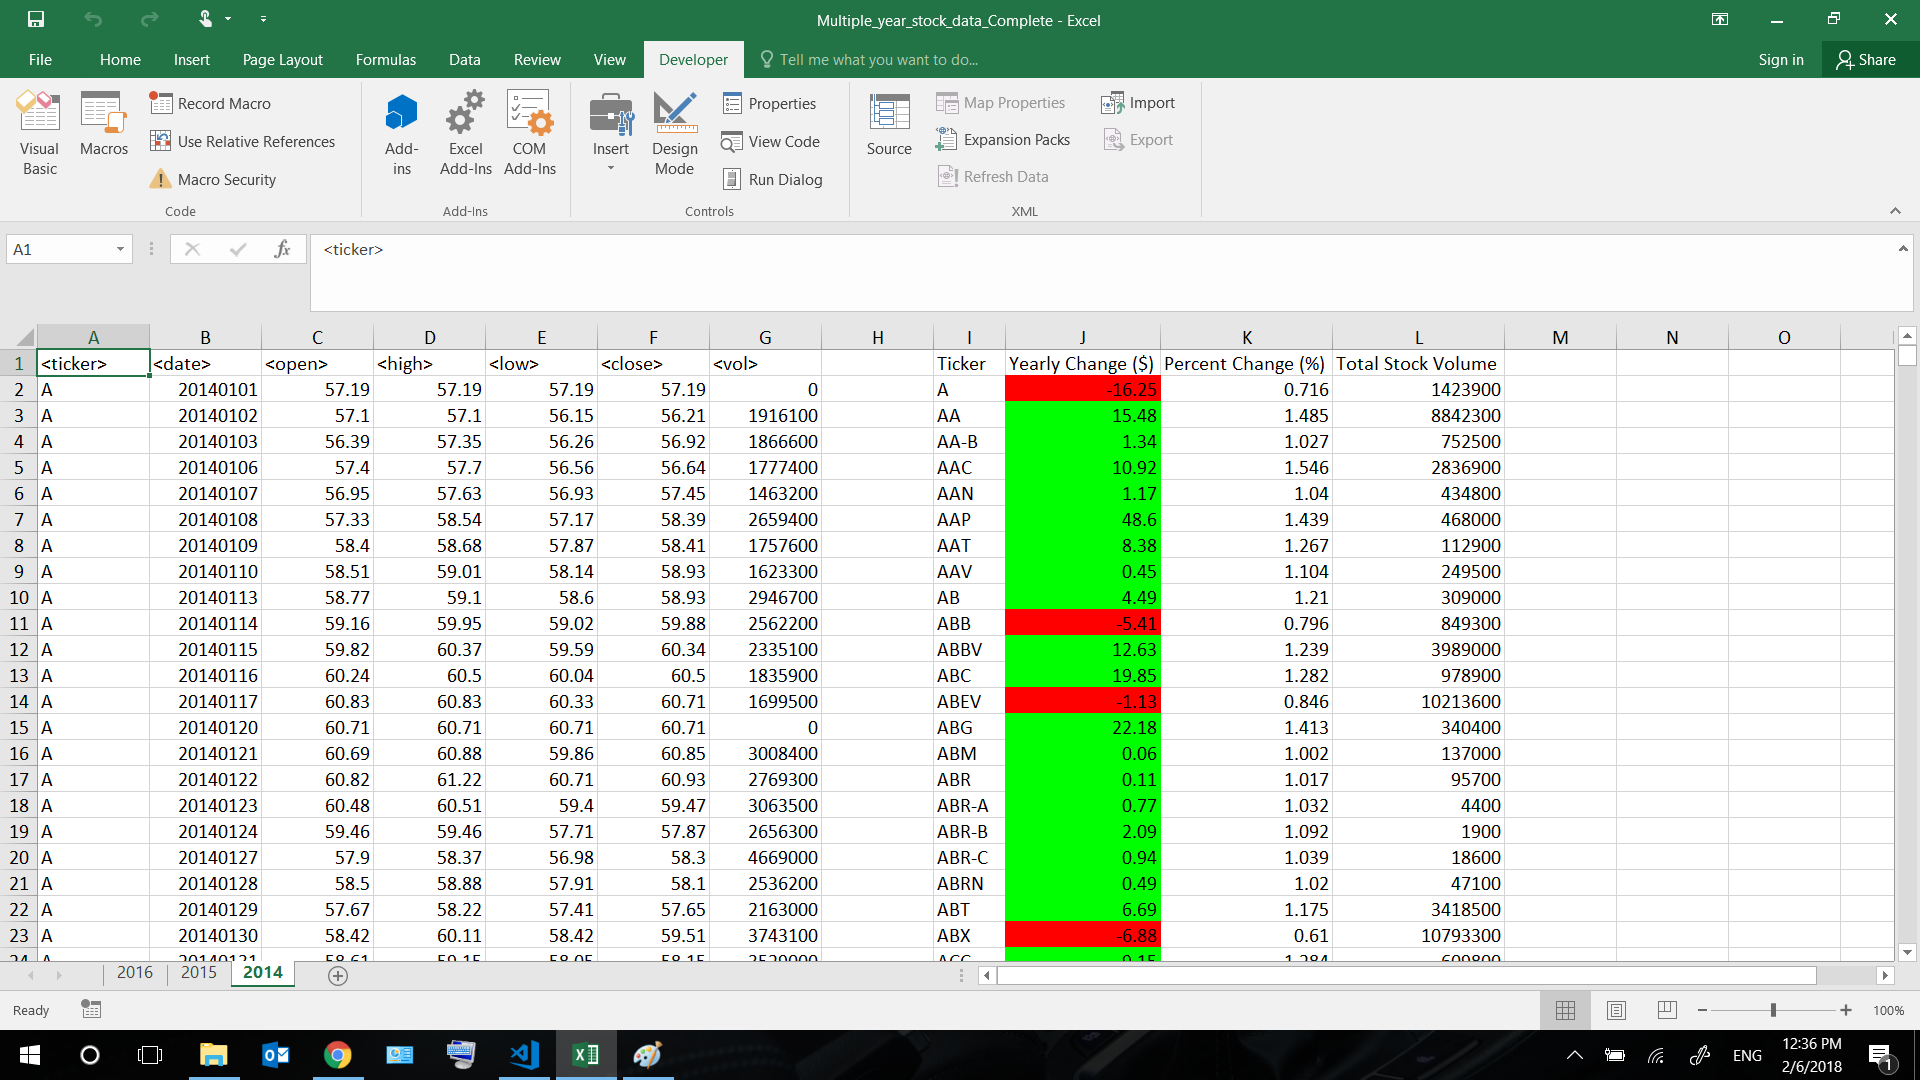 Multiple_year_stock_data_Complete - Excel
File Home Insert Page Layout Formulas Data Review View Developer Tell me what you want to do... Sign in Share
Visual Basic
Macros
Record Macro
Use Relative References
Macro Security
Code
Add-ins
Excel Add-Ins
COM Add-Ins
Add-Ins
Insert
Design Mode
Properties
View Code
Run Dialog
Controls
Source
Map Properties
Expansion Packs
Refresh Data
Import
Export
XML
A1 fx <ticker>
A B C D E F G H I J K L M N O
1 <ticker> <date> <open> <high> <low> <close> <vol> Ticker Yearly Change ($) Percent Change (%) Total Stock Volume
2 A 20140101 57.19 57.19 57.19 57.19 0 A -16.25 0.716 1423900
3 A 20140102 57.1 57.1 56.15 56.21 1916100 AA 15.48 1.485 8842300
4 A 20140103 56.39 57.35 56.26 56.92 1866600 AA-B 1.34 1.027 752500
5 A 20140106 57.4 57.7 56.56 56.64 1777400 AAC 10.92 1.546 2836900
6 A 20140107 56.95 57.63 56.93 57.45 1463200 AAN 1.17 1.04 434800
7 A 20140108 57.33 58.54 57.17 58.39 2659400 AAP 48.6 1.439 468000
8 A 20140109 58.4 58.68 57.87 58.41 1757600 AAT 8.38 1.267 112900
9 A 20140110 58.51 59.01 58.14 58.93 1623300 AAV 0.45 1.104 249500
10 A 20140113 58.77 59.1 58.6 58.93 2946700 AB 4.49 1.21 309000
11 A 20140114 59.16 59.95 59.02 59.88 2562200 ABB -5.41 0.796 849300
12 A 20140115 59.82 60.37 59.59 60.34 2335100 ABBV 12.63 1.239 3989000
13 A 20140116 60.24 60.5 60.04 60.5 1835900 ABC 19.85 1.282 978900
14 A 20140117 60.83 60.83 60.33 60.71 1699500 ABEV -1.13 0.846 10213600
15 A 20140120 60.71 60.71 60.71 60.71 0 ABG 22.18 1.413 340400
16 A 20140121 60.69 60.88 59.86 60.85 3008400 ABM 0.06 1.002 137000
17 A 20140122 60.82 61.22 60.71 60.93 2769300 ABR 0.11 1.017 95700
18 A 20140123 60.48 60.51 59.4 59.47 3063500 ABR-A 0.77 1.032 4400
19 A 20140124 59.46 59.46 57.71 57.87 2656300 ABR-B 2.09 1.092 1900
20 A 20140127 57.9 58.37 56.98 58.3 4669000 ABR-C 0.94 1.039 18600
21 A 20140128 58.5 58.88 57.91 58.1 2536200 ABRN 0.49 1.02 47100
22 A 20140129 57.67 58.22 57.41 57.65 2163000 ABT 6.69 1.175 3418500
23 A 20140130 58.42 60.11 58.42 59.51 3743100 ABX -6.88 0.61 10793300
2016 2015 2014
Ready 100%
ENG 12:36 PM
2/6/2018
1